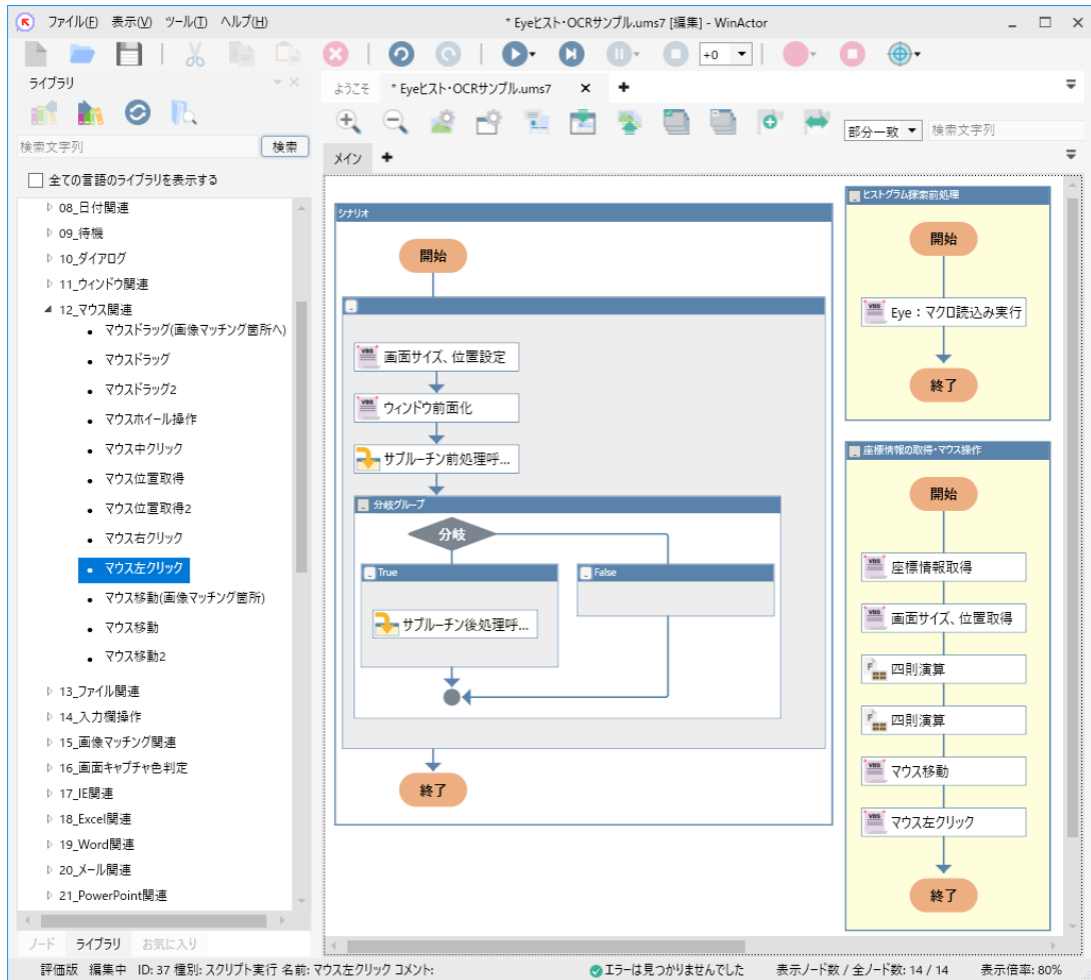 ファイル(F) 表示(V) ツール(T) ヘルプ(H)
* Eyeヒスト・OCRサンプル.ums7 [編集] - WinActor
+0
ライブラリ
検索文字列
検索
全ての言語のライブラリを表示する
08_日付関連
09_待機
10_ダイアログ
11_ウィンドウ関連
12_マウス関連
マウスドラッグ(画像マッチング箇所へ)
マウスドラッグ
マウスドラッグ2
マウスホイール操作
マウス中クリック
マウス位置取得
マウス位置取得2
マウス右クリック
マウス左クリック
マウス移動(画像マッチング箇所)
マウス移動
マウス移動2
13_ファイル関連
14_入力欄操作
15_画像マッチング関連
16_画面キャプチャ色判定
17_IE関連
18_Excel関連
19_Word関連
20_メール関連
21_PowerPoint関連
ノード ライブラリ お気に入り
ようこそ * Eyeヒスト・OCRサンプル.ums7
部分一致 検索文字列
メイン
シナリオ
開始
VBS 画面サイズ、位置設定
VBS ウィンドウ前面化
サブルーチン前処理呼...
分岐グループ
分岐
True
False
サブルーチン後処理呼...
終了
ヒストグラム探索前処理
開始
VBS Eye:マクロ読込み実行
終了
座標情報の取得・マウス操作
開始
VBS 座標情報取得
VBS 画面サイズ、位置取得
F 四則演算
F 四則演算
VBS マウス移動
VBS マウス左クリック
終了
評価版 編集中 ID: 37 種別: スクリプト実行 名前: マウス左クリック コメント:
エラーは見つかりませんでした 表示ノード数 / 全ノード数: 14 / 14 表示倍率: 80%